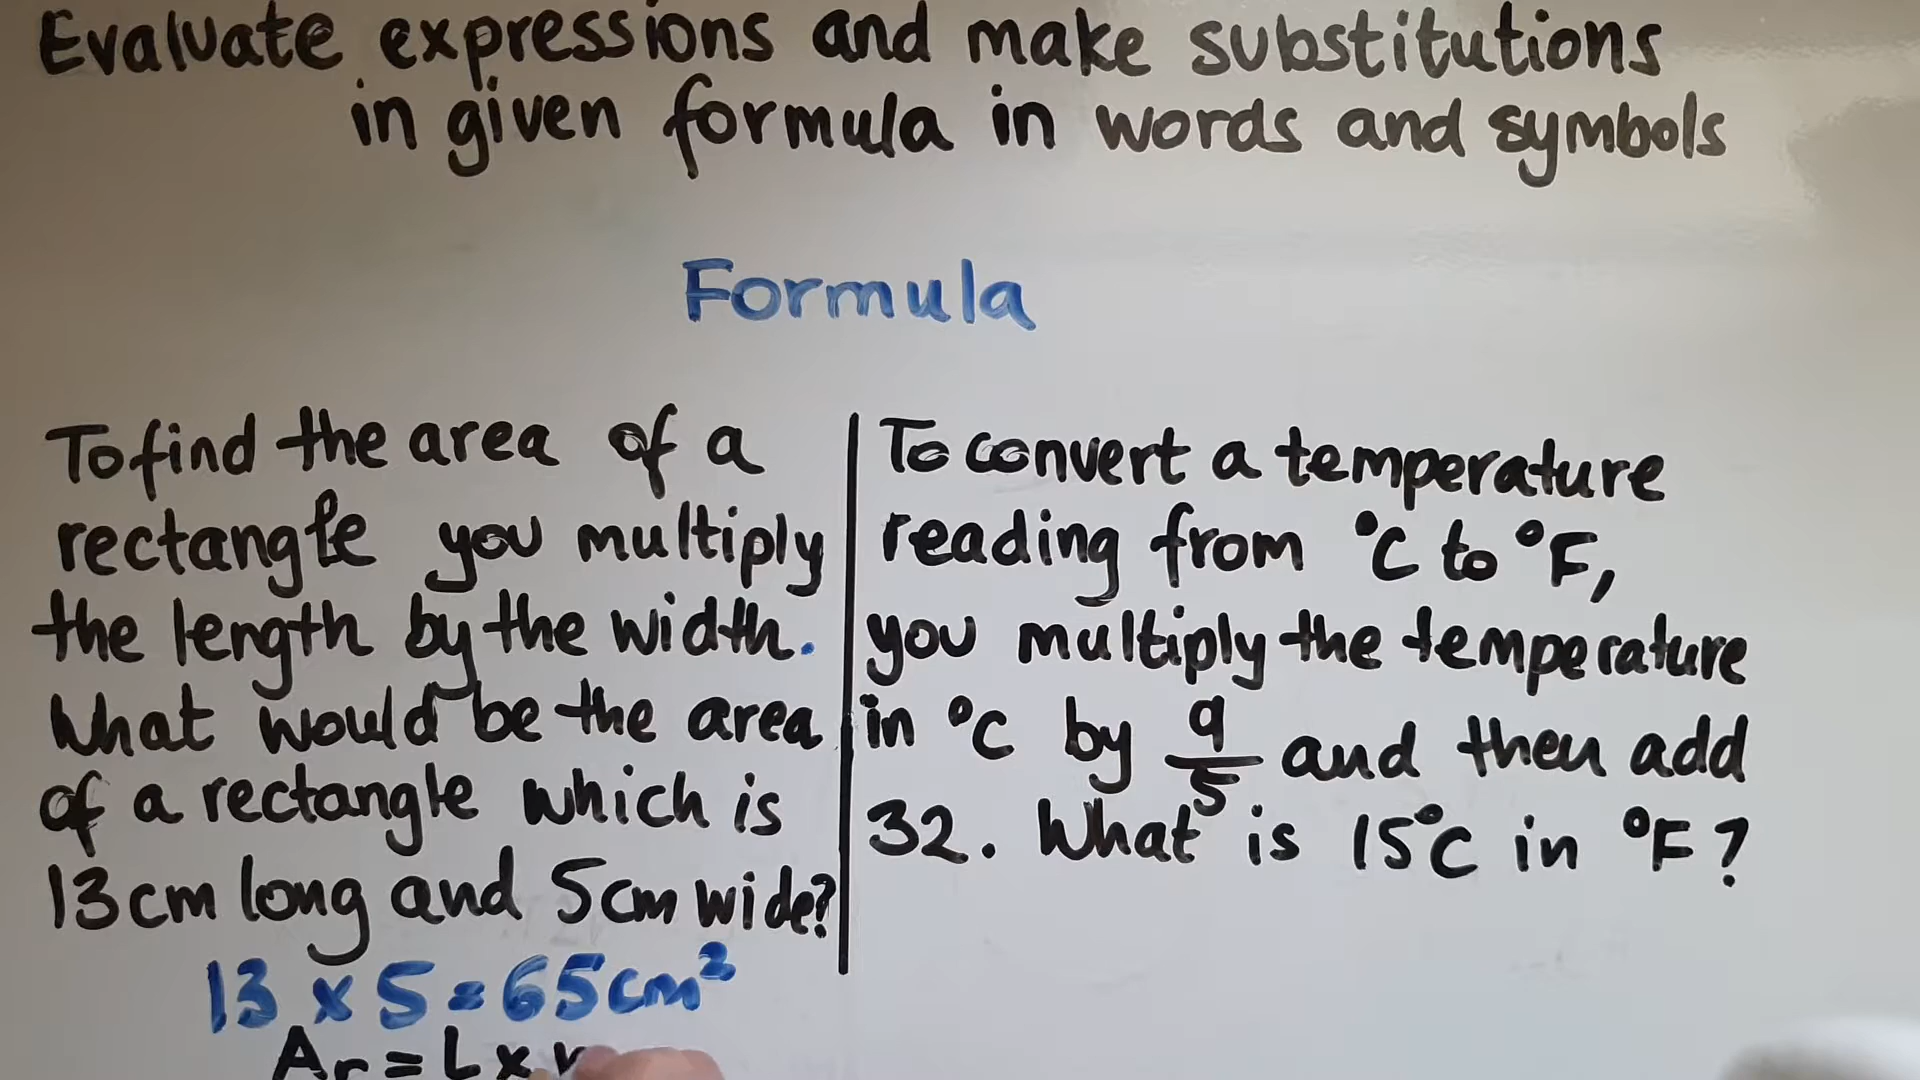 Evaluate expressions and make substitutions
in given formula in words and symbols
Formula
To find the area of a
rectangle you multiply
the length by the width.
What would be the area
of a rectangle which is
13cm long and 5cm wide?
13 x 5 = 65cm²
Ar = L x
To convert a temperature
reading from °C to °F,
you multiply the temperature
in °C by 9/5 and then add
32. What is 15°C in °F?